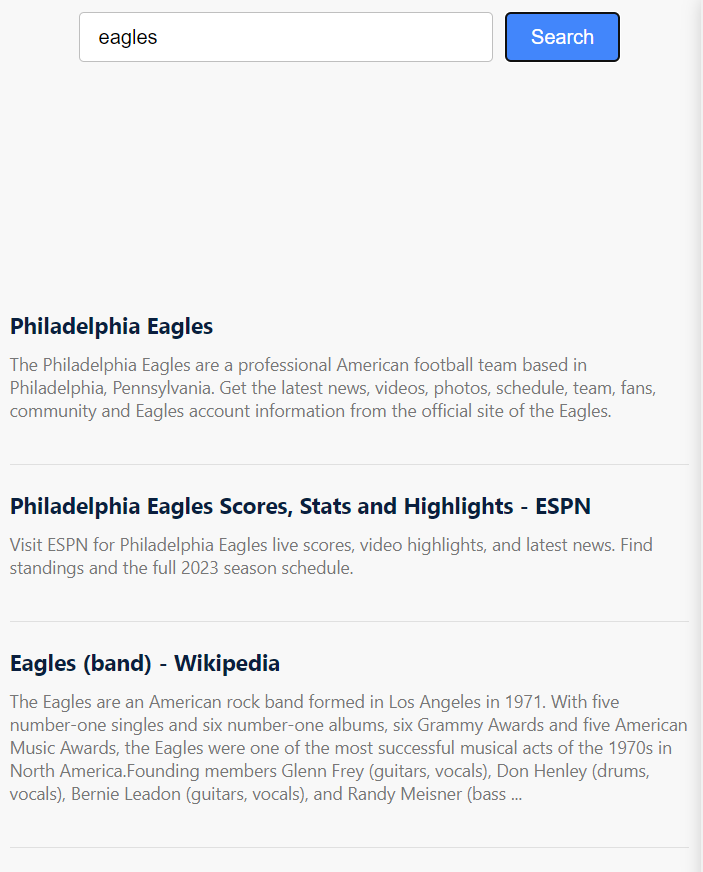 eagles
Search
Philadelphia Eagles
The Philadelphia Eagles are a professional American football team based in
Philadelphia, Pennsylvania. Get the latest news, videos, photos, schedule, team, fans,
community and Eagles account information from the official site of the Eagles.
Philadelphia Eagles Scores, Stats and Highlights - ESPN
Visit ESPN for Philadelphia Eagles live scores, video highlights, and latest news. Find
standings and the full 2023 season schedule.
Eagles (band) - Wikipedia
The Eagles are an American rock band formed in Los Angeles in 1971. With five
number-one singles and six number-one albums, six Grammy Awards and five American
Music Awards, the Eagles were one of the most successful musical acts of the 1970s in
North America.Founding members Glenn Frey (guitars, vocals), Don Henley (drums,
vocals), Bernie Leadon (guitars, vocals), and Randy Meisner (bass ...